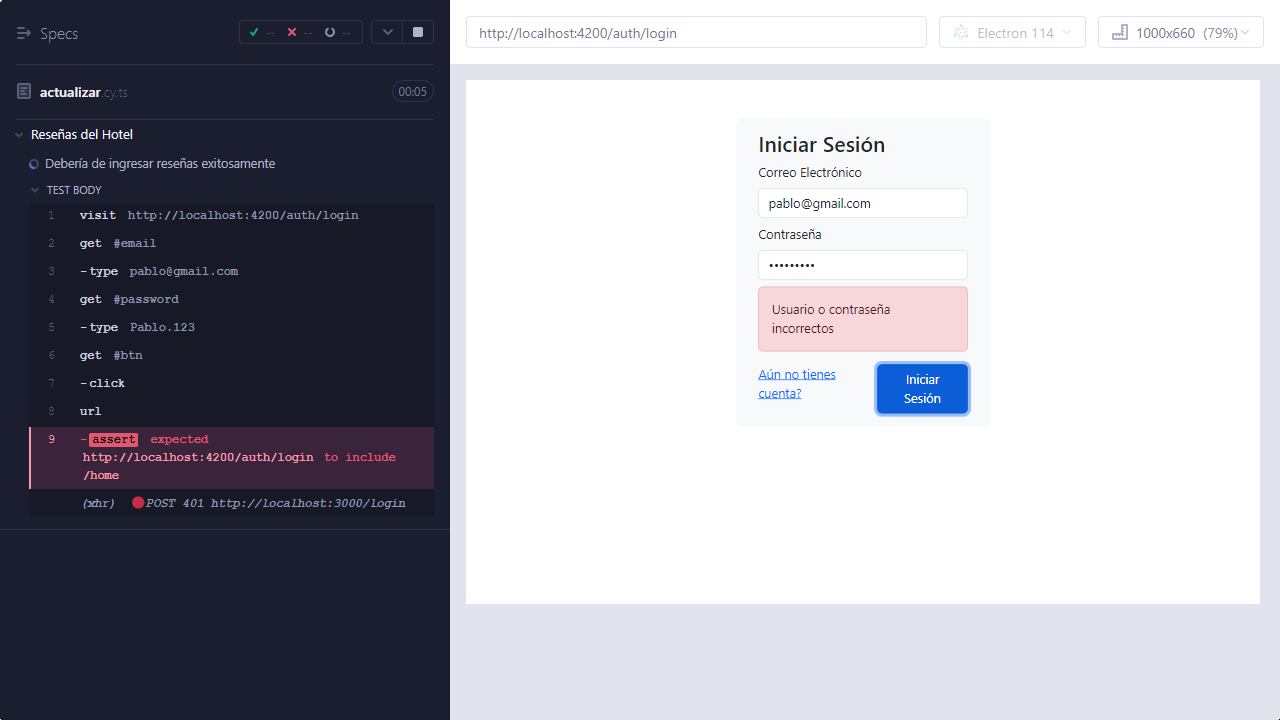 Specs
-- -- --
actualizar.cy.ts
00:05
Reseñas del Hotel
Debería de ingresar reseñas exitosamente
TEST BODY
1 visit http://localhost:4200/auth/login
2 get #email
3 -type pablo@gmail.com
4 get #password
5 -type Pablo.123
6 get #btn
7 -click
8 url
9 -assert expected
http://localhost:4200/auth/login to include
/home
(xhr) POST 401 http://localhost:3000/login
http://localhost:4200/auth/login
Electron 114
1000x660 (79%)
Iniciar Sesión
Correo Electrónico
pablo@gmail.com
Contraseña
•••••••••
Usuario o contraseña
incorrectos
Aún no tienes
cuenta?
Iniciar
Sesión